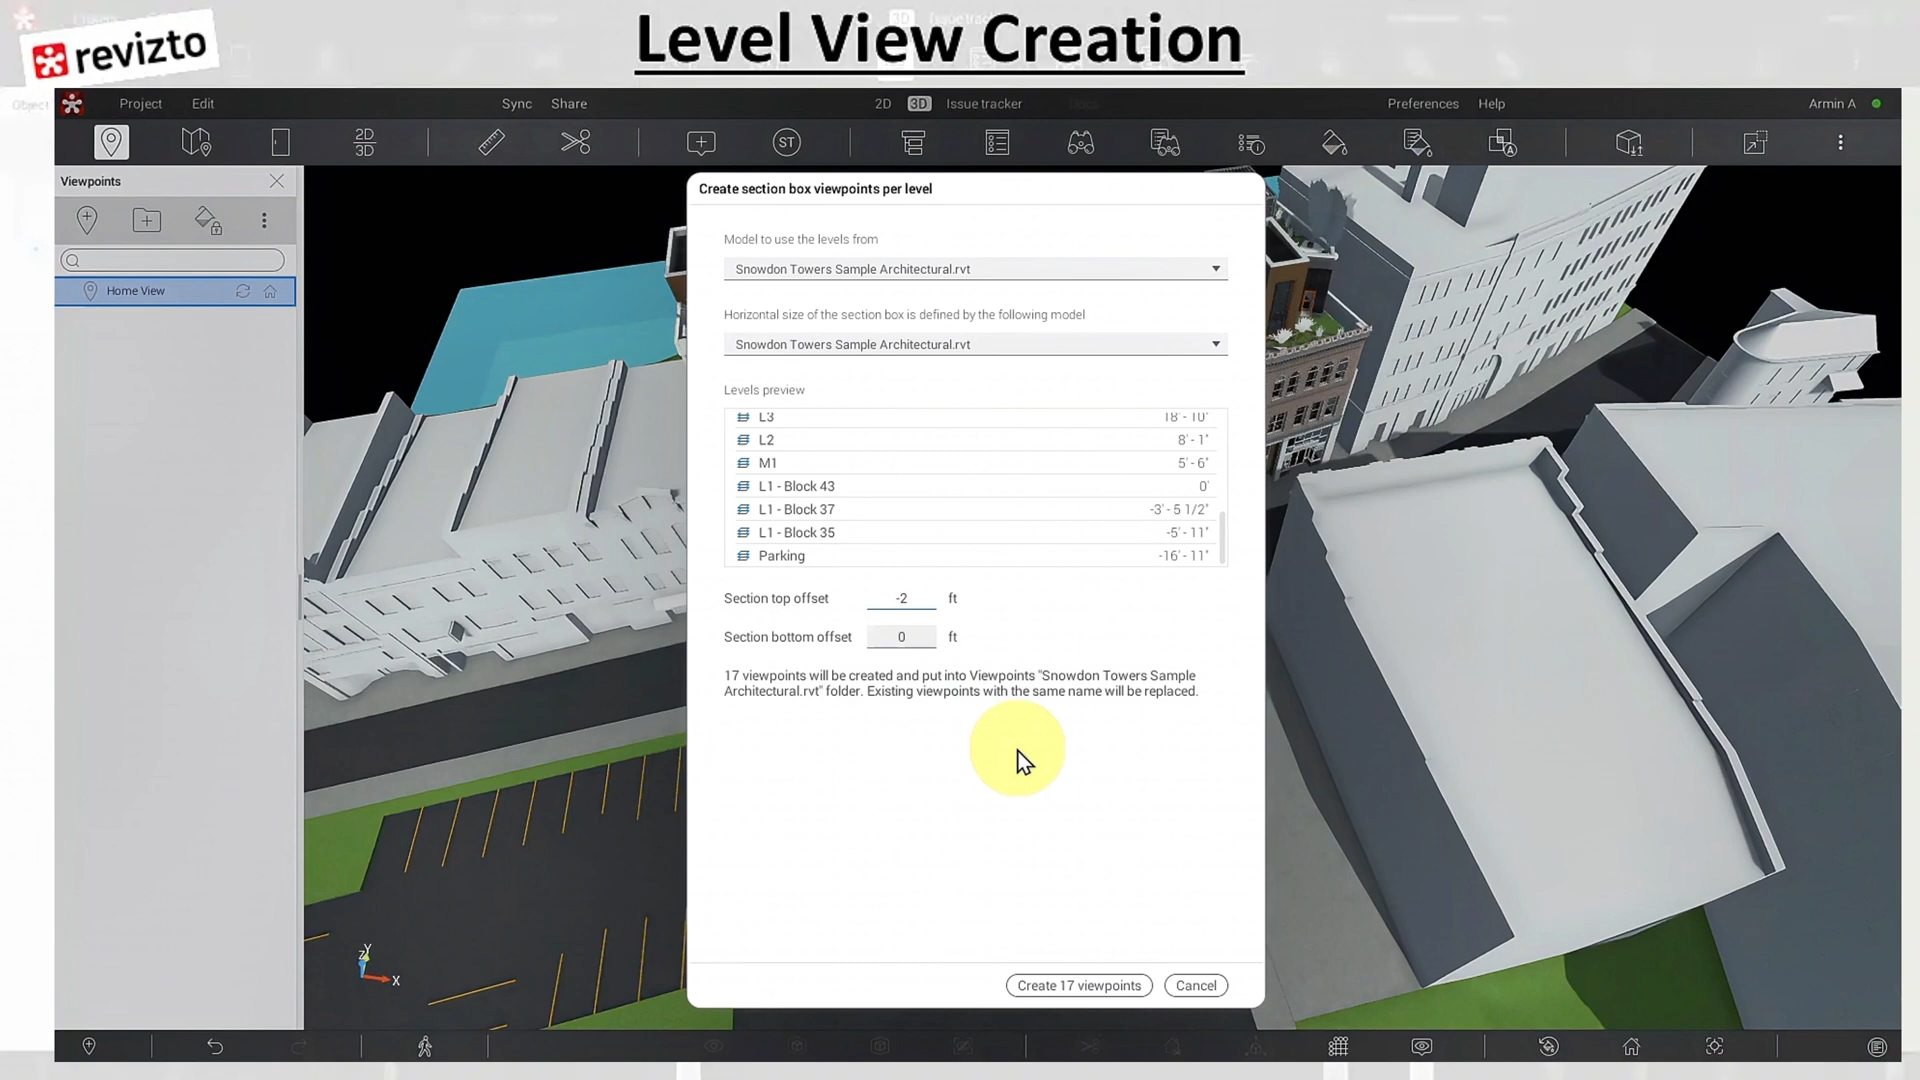 Level View Creation
revizto
Project Edit Sync Share 2D 3D Issue tracker Preferences Help Armin A
2D
3D
ST
A
Viewpoints
Home View
Create section box viewpoints per level
Model to use the levels from
Snowdon Towers Sample Architectural.rvt
Horizontal size of the section box is defined by the following model
Snowdon Towers Sample Architectural.rvt
Levels preview
L3 18' - 10"
L2 8' - 1"
M1 5' - 6"
L1 - Block 43 0'
L1 - Block 37 -3' - 5 1/2"
L1 - Block 35 -5' - 11"
Parking -16' - 11"
Section top offset -2 ft
Section bottom offset 0 ft
17 viewpoints will be created and put into Viewpoints "Snowdon Towers Sample
Architectural.rvt" folder. Existing viewpoints with the same name will be replaced.
Y
Z
X
Create 17 viewpoints Cancel